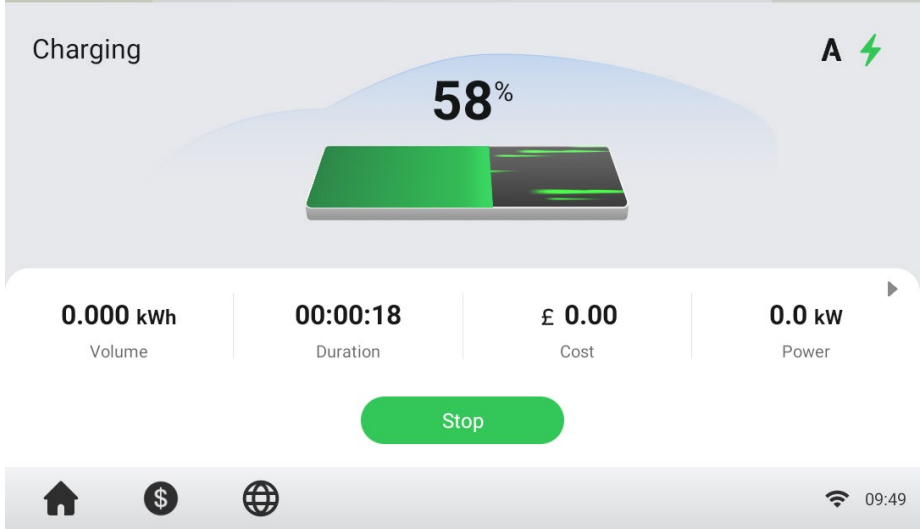 Charging
A
58%
0.000 kWh
Volume
00:00:18
Duration
£ 0.00
Cost
0.0 kW
Power
Stop
$
09:49